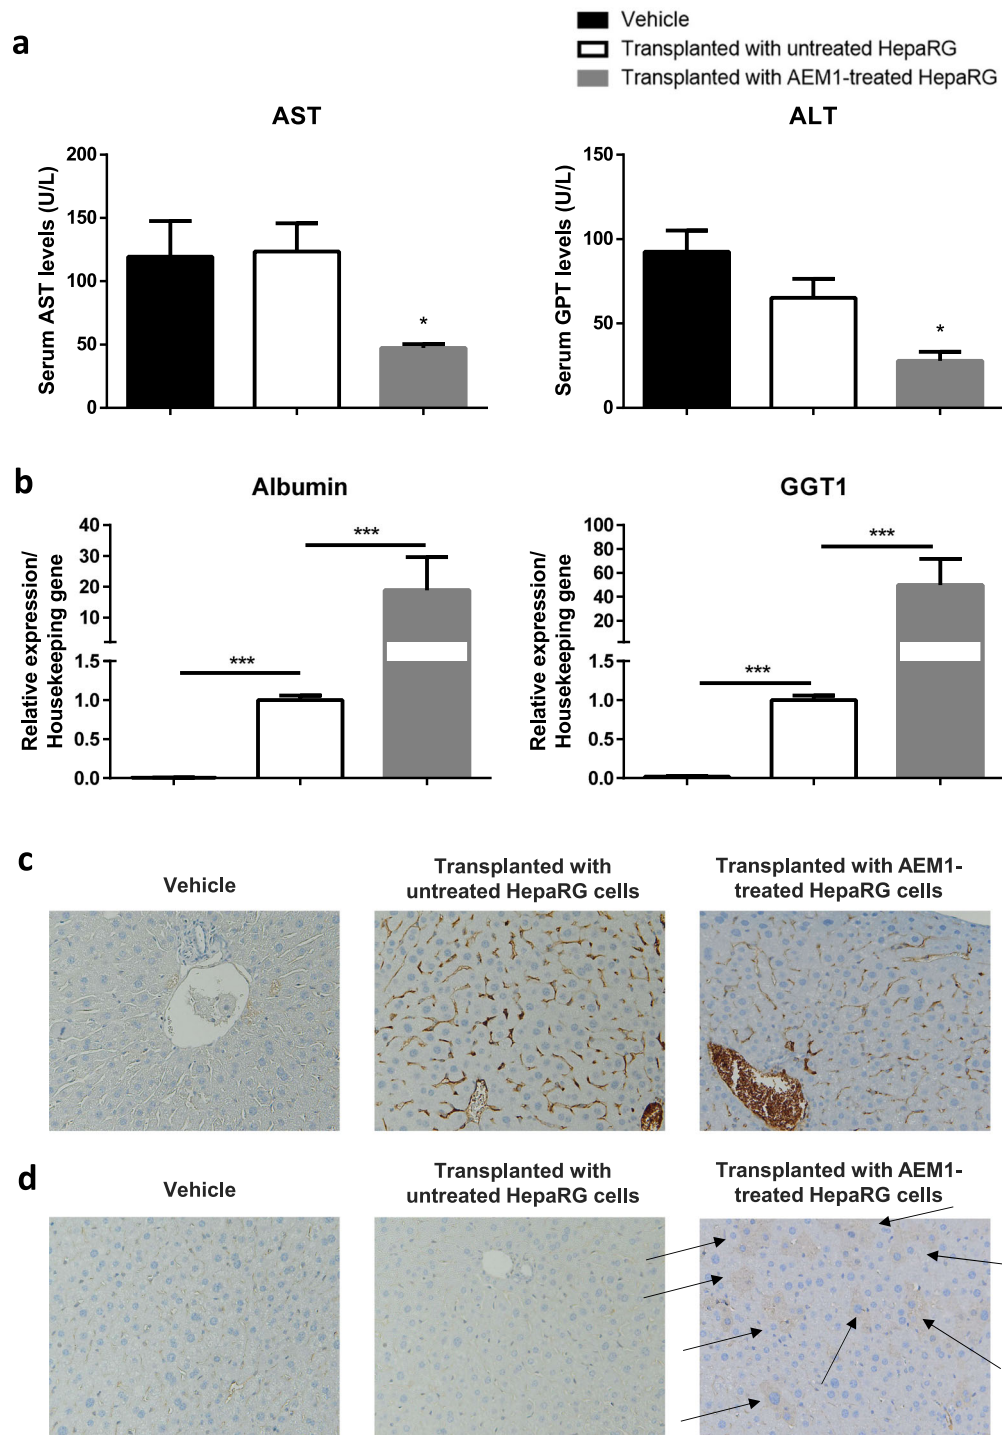 Vehicle
Transplanted with untreated HepaRG
Transplanted with AEM1-treated HepaRG
a
AST
Serum AST levels (U/L)
200
150
100
50
0
*
ALT
Serum GPT levels (U/L)
150
100
50
0
*
b
Albumin
Relative expression/
Housekeeping gene
40
30
20
10
1.5
1.0
0.5
0.0
***
***
GGT1
Relative expression/
Housekeeping gene
100
80
60
40
20
1.5
1.0
0.5
0.0
***
***
c
Vehicle
Transplanted with
untreated HepaRG cells
Transplanted with AEM1-
treated HepaRG cells
d
Vehicle
Transplanted with
untreated HepaRG cells
Transplanted with AEM1-
treated HepaRG cells